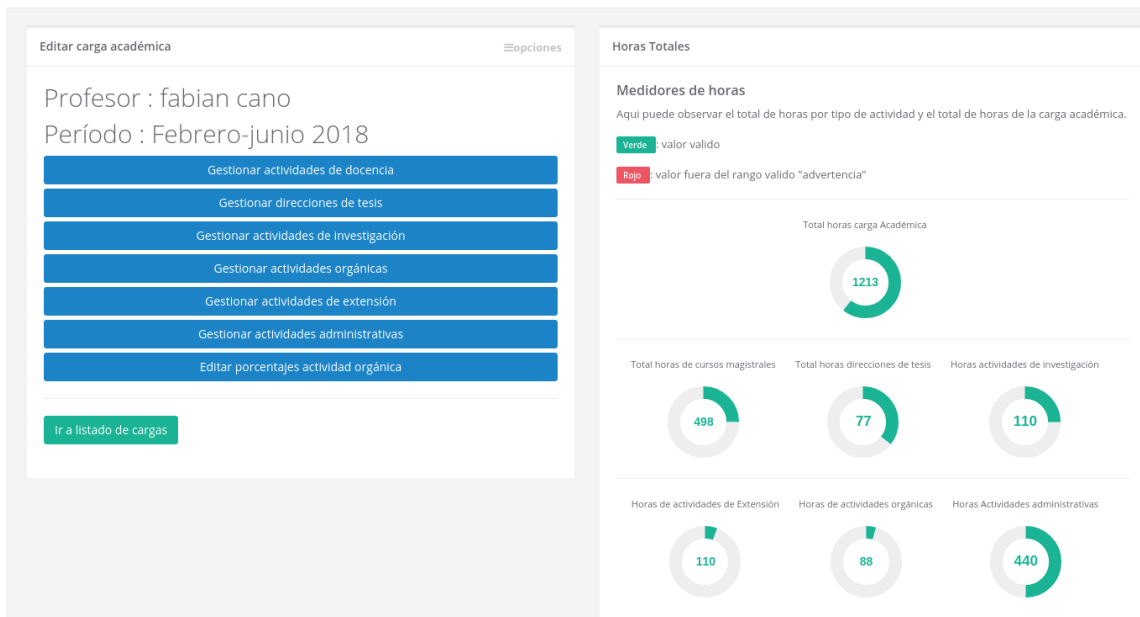 Editar carga académica
opciones
Profesor : fabian cano
Período : Febrero-junio 2018
Gestionar actividades de docencia
Gestionar direcciones de tesis
Gestionar actividades de investigación
Gestionar actividades orgánicas
Gestionar actividades de extensión
Gestionar actividades administrativas
Editar porcentajes actividad orgánica
Ir a listado de cargas
Horas Totales
Medidores de horas
Aqui puede observar el total de horas por tipo de actividad y el total de horas de la carga académica.
Verde : valor valido
Rojo : valor fuera del rango valido "advertencia"
Total horas carga Académica
1213
Total horas de cursos magistrales
498
Total horas direcciones de tesis
77
Horas actividades de investigación
110
Horas de actividades de Extensión
110
Horas de actividades orgánicas
88
Horas Actividades administrativas
440